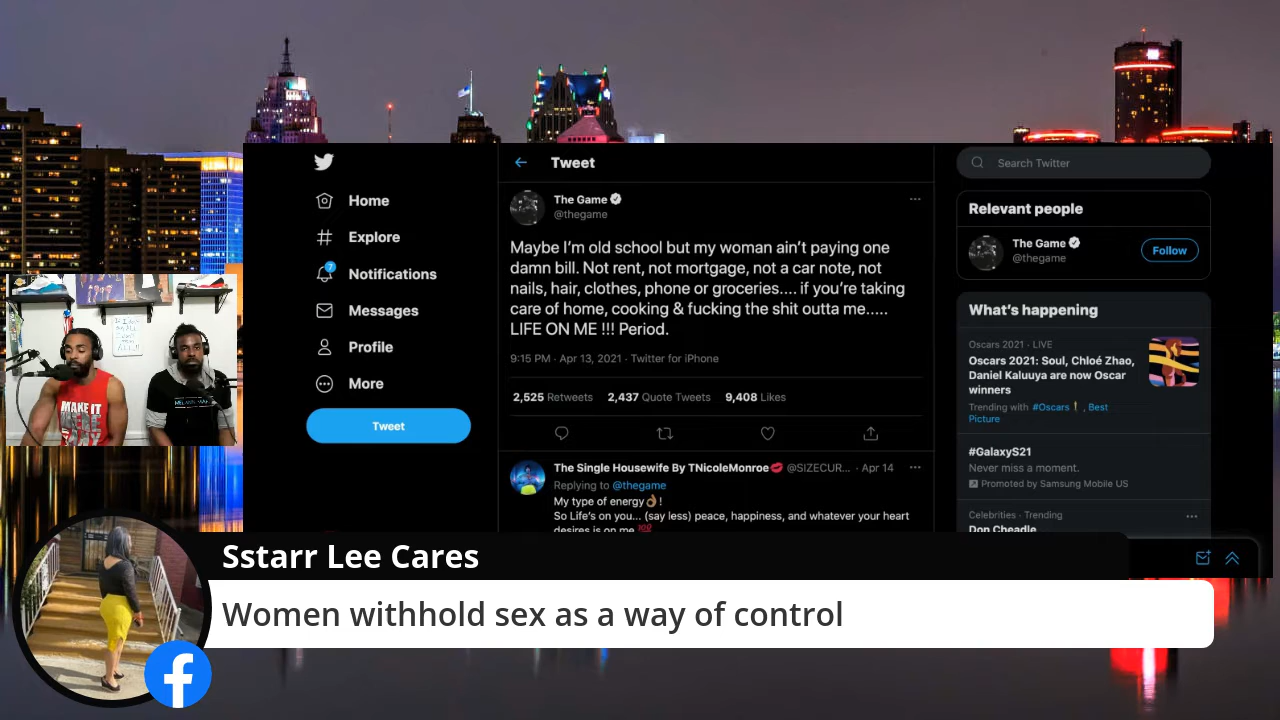 Home
Explore
7
Notifications
Messages
Profile
More
Tweet
Tweet
The Game
@thegame
Maybe I'm old school but my woman ain't paying one
damn bill. Not rent, not mortgage, not a car note, not
nails, hair, clothes, phone or groceries.... if you're taking
care of home, cooking & fucking the shit outta me.....
LIFE ON ME !!! Period.
9:15 PM · Apr 13, 2021 · Twitter for iPhone
2,525 Retweets 2,437 Quote Tweets 9,408 Likes
The Single Housewife By TNicoleMonroe💋 @SIZECUR... · Apr 14
Replying to @thegame
My type of energy👌🏾!
So Life's on you... (say less) peace, happiness, and whatever your heart
desires is on me 💯
Search Twitter
Relevant people
The Game
@thegame
Follow
What's happening
Oscars 2021 · LIVE
Oscars 2021: Soul, Chloé Zhao,
Daniel Kaluuya are now Oscar
winners
Trending with #Oscars, Best
Picture
#GalaxyS21
Never miss a moment.
Promoted by Samsung Mobile US
Celebrities · Trending
Don Cheadle
MAKE IT
Sstarr Lee Cares
Women withhold sex as a way of control